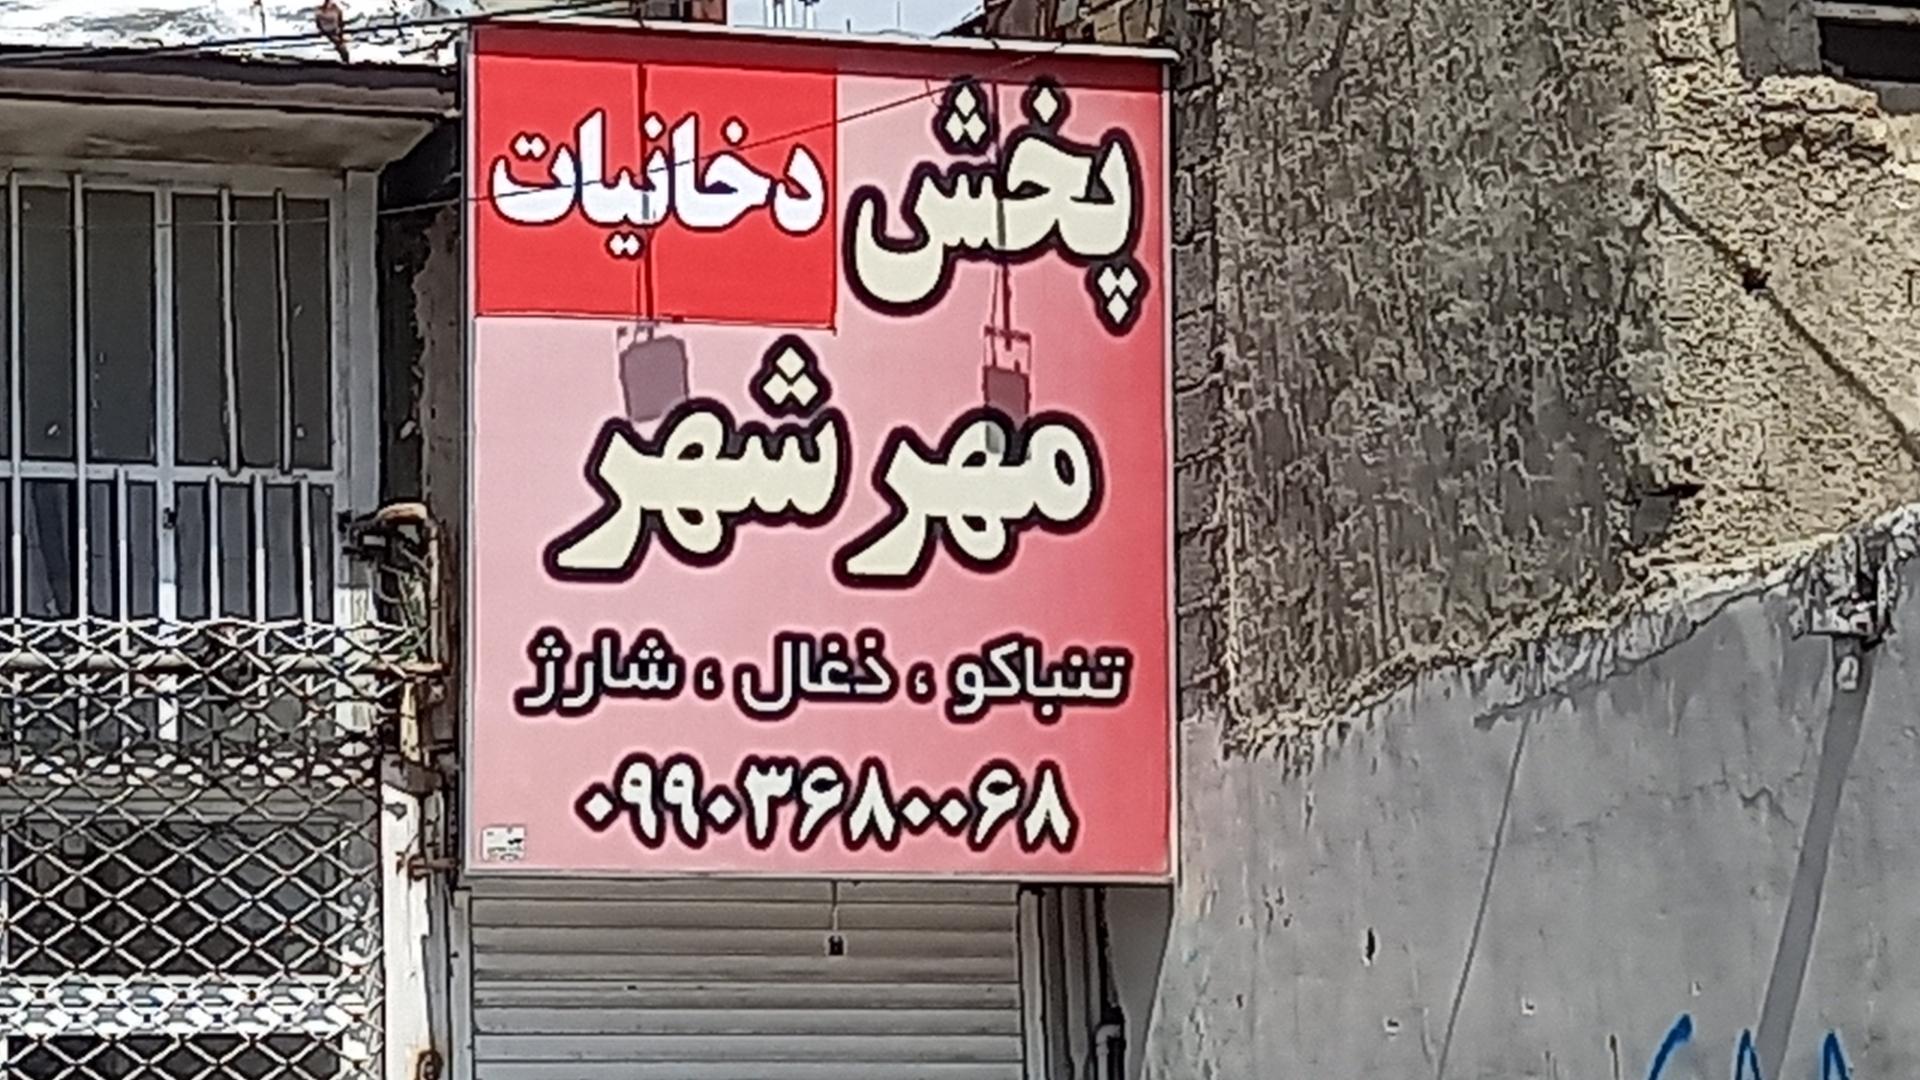 پخش دخانیات
مهر شهر
تنباکو ، ذغال ، شارژ
۰۹۹۰۳۶۸۰۰۶۸